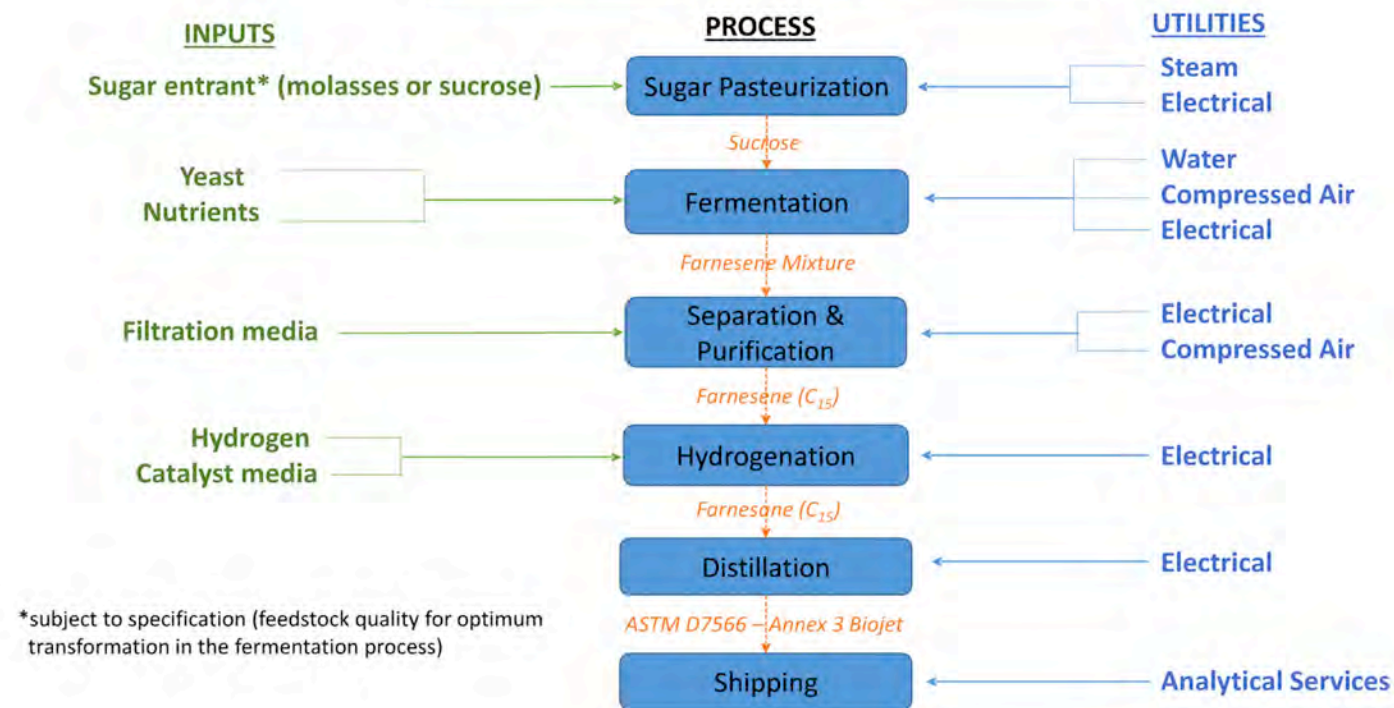 INPUTS
PROCESS
UTILITIES
Sugar entrant* (molasses or sucrose)
Sugar Pasteurization
Steam
Electrical
Sucrose
Yeast
Nutrients
Fermentation
Water
Compressed Air
Electrical
Farnesene Mixture
Filtration media
Separation &
Purification
Electrical
Compressed Air
Farnesene (C₁₅)
Hydrogen
Catalyst media
Hydrogenation
Electrical
Farnesane (C₁₅)
Distillation
Electrical
*subject to specification (feedstock quality for optimum
transformation in the fermentation process)
ASTM D7566 – Annex 3 Biojet
Shipping
Analytical Services